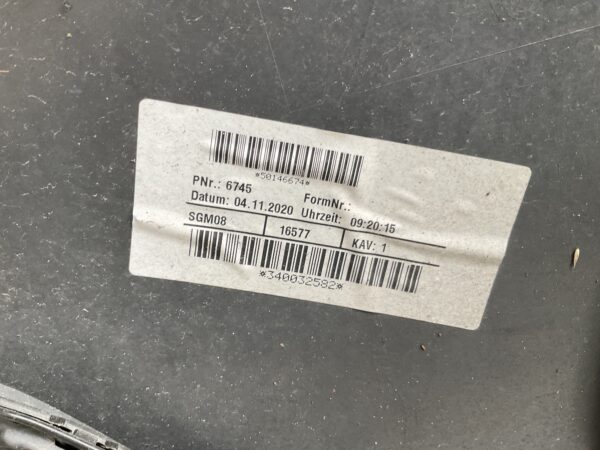 *50146674*
PNr.: 6745 FormNr.:
Datum: 04.11.2020 Uhrzeit: 09:20:15
SGM08 16577 KAV: 1
*340032582*